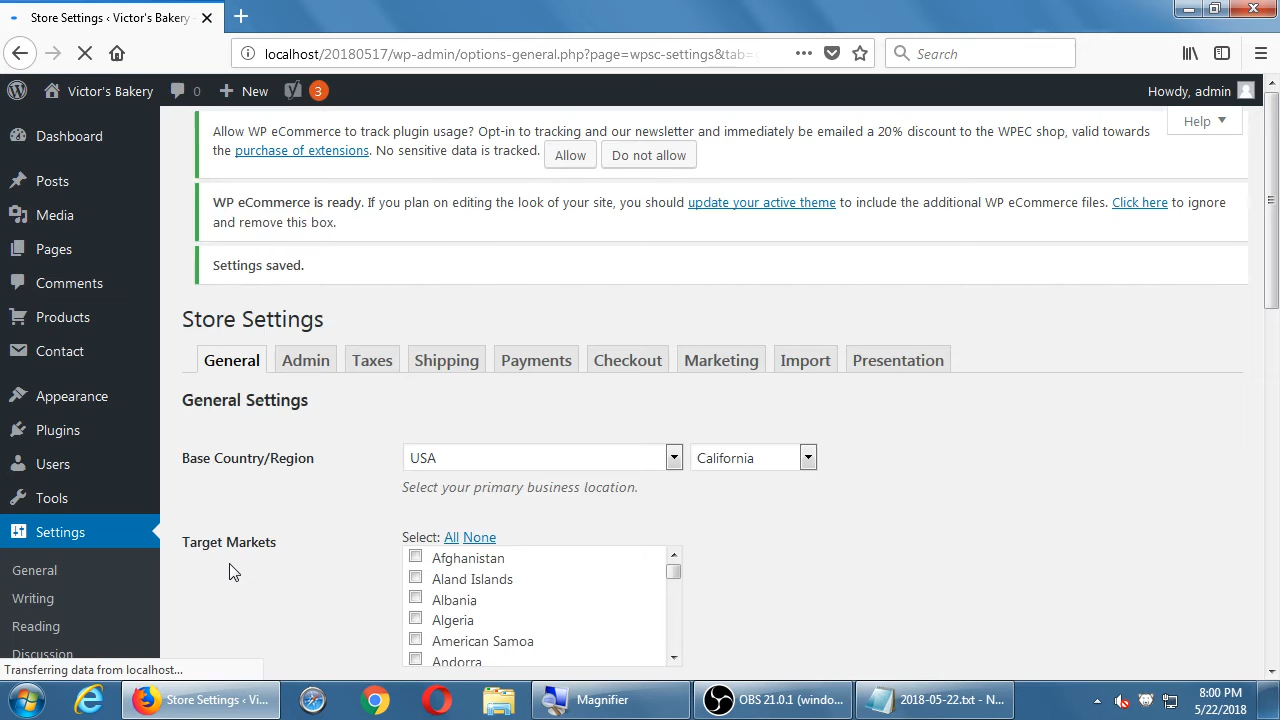 Store Settings ‹ Victor's Bakery
localhost/20180517/wp-admin/options-general.php?page=wpsc-settings&tab=
Search
Victor's Bakery
0
New
3
Howdy, admin
Dashboard
Posts
Media
Pages
Comments
Products
Contact
Appearance
Plugins
Users
Tools
Settings
General
Writing
Reading
Discussion
Help
Allow WP eCommerce to track plugin usage? Opt-in to tracking and our newsletter and immediately be emailed a 20% discount to the WPEC shop, valid towards
the purchase of extensions. No sensitive data is tracked. Allow Do not allow
WP eCommerce is ready. If you plan on editing the look of your site, you should update your active theme to include the additional WP eCommerce files. Click here to ignore
and remove this box.
Settings saved.
Store Settings
General Admin Taxes Shipping Payments Checkout Marketing Import Presentation
General Settings
Base Country/Region USA California
Select your primary business location.
Target Markets Select: All None
Afghanistan
Aland Islands
Albania
Algeria
American Samoa
Andorra
Transferring data from localhost...
Store Settings ‹ Vi...
Magnifier
OBS 21.0.1 (windo...
2018-05-22.txt - N...
8:00 PM
5/22/2018